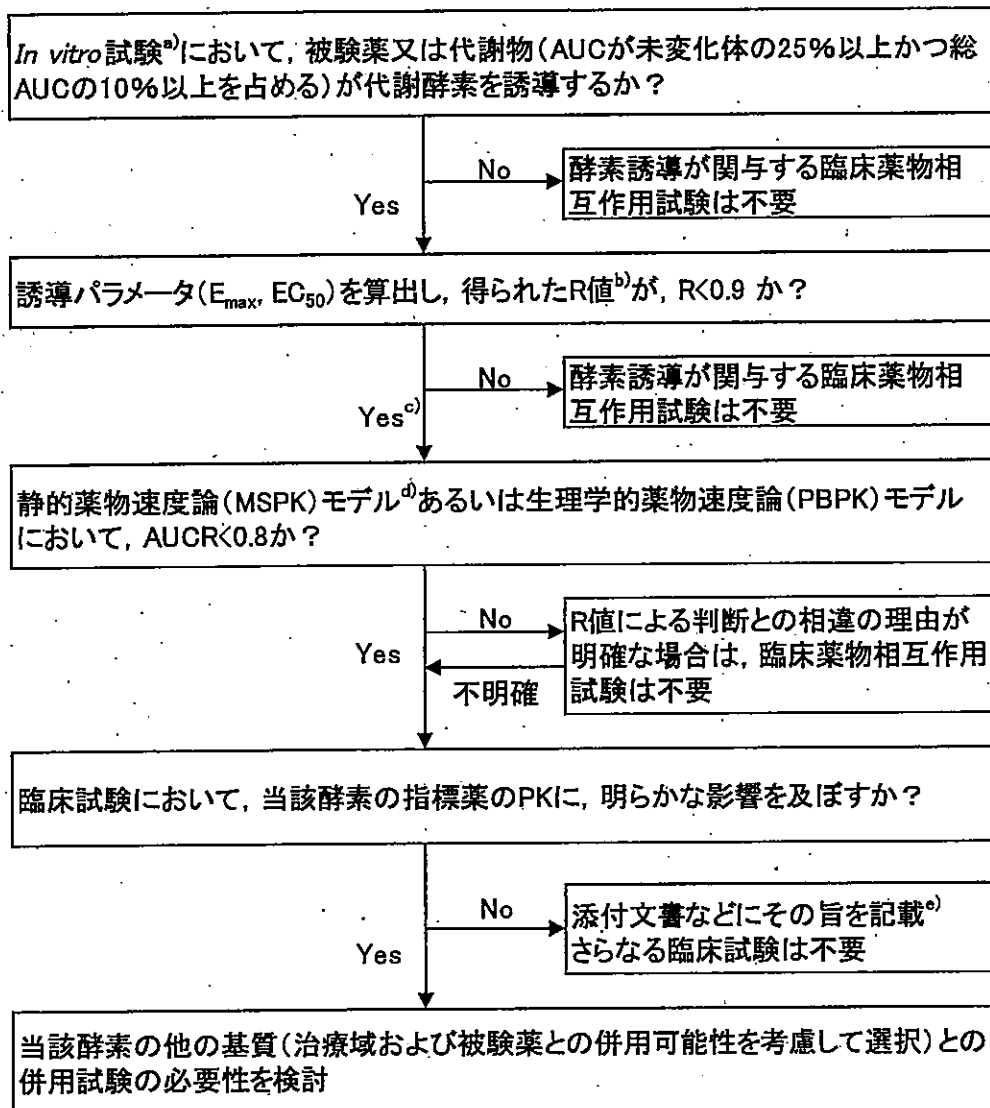 In vitro試験a)において，被験薬又は代謝物（AUCが未変化体の25%以上かつ総
AUCの10%以上を占める）が代謝酵素を誘導するか？
No
Yes
酵素誘導が関与する臨床薬物相
互作用試験は不要
誘導パラメータ（Emax, EC50）を算出し，得られたR値b)が，R<0.9 か？
No
Yesc)
酵素誘導が関与する臨床薬物相
互作用試験は不要
静的薬物速度論（MSPK）モデルd)あるいは生理学的薬物速度論（PBPK）モデル
において，AUCR<0.8か？
No
Yes
不明確
R値による判断との相違の理由が
明確な場合は，臨床薬物相互作用
試験は不要
臨床試験において，当該酵素の指標薬のPKに，明らかな影響を及ぼすか？
No
Yes
添付文書などにその旨を記載e)
さらなる臨床試験は不要
当該酵素の他の基質（治療域および被験薬との併用可能性を考慮して選択）との
併用試験の必要性を検討